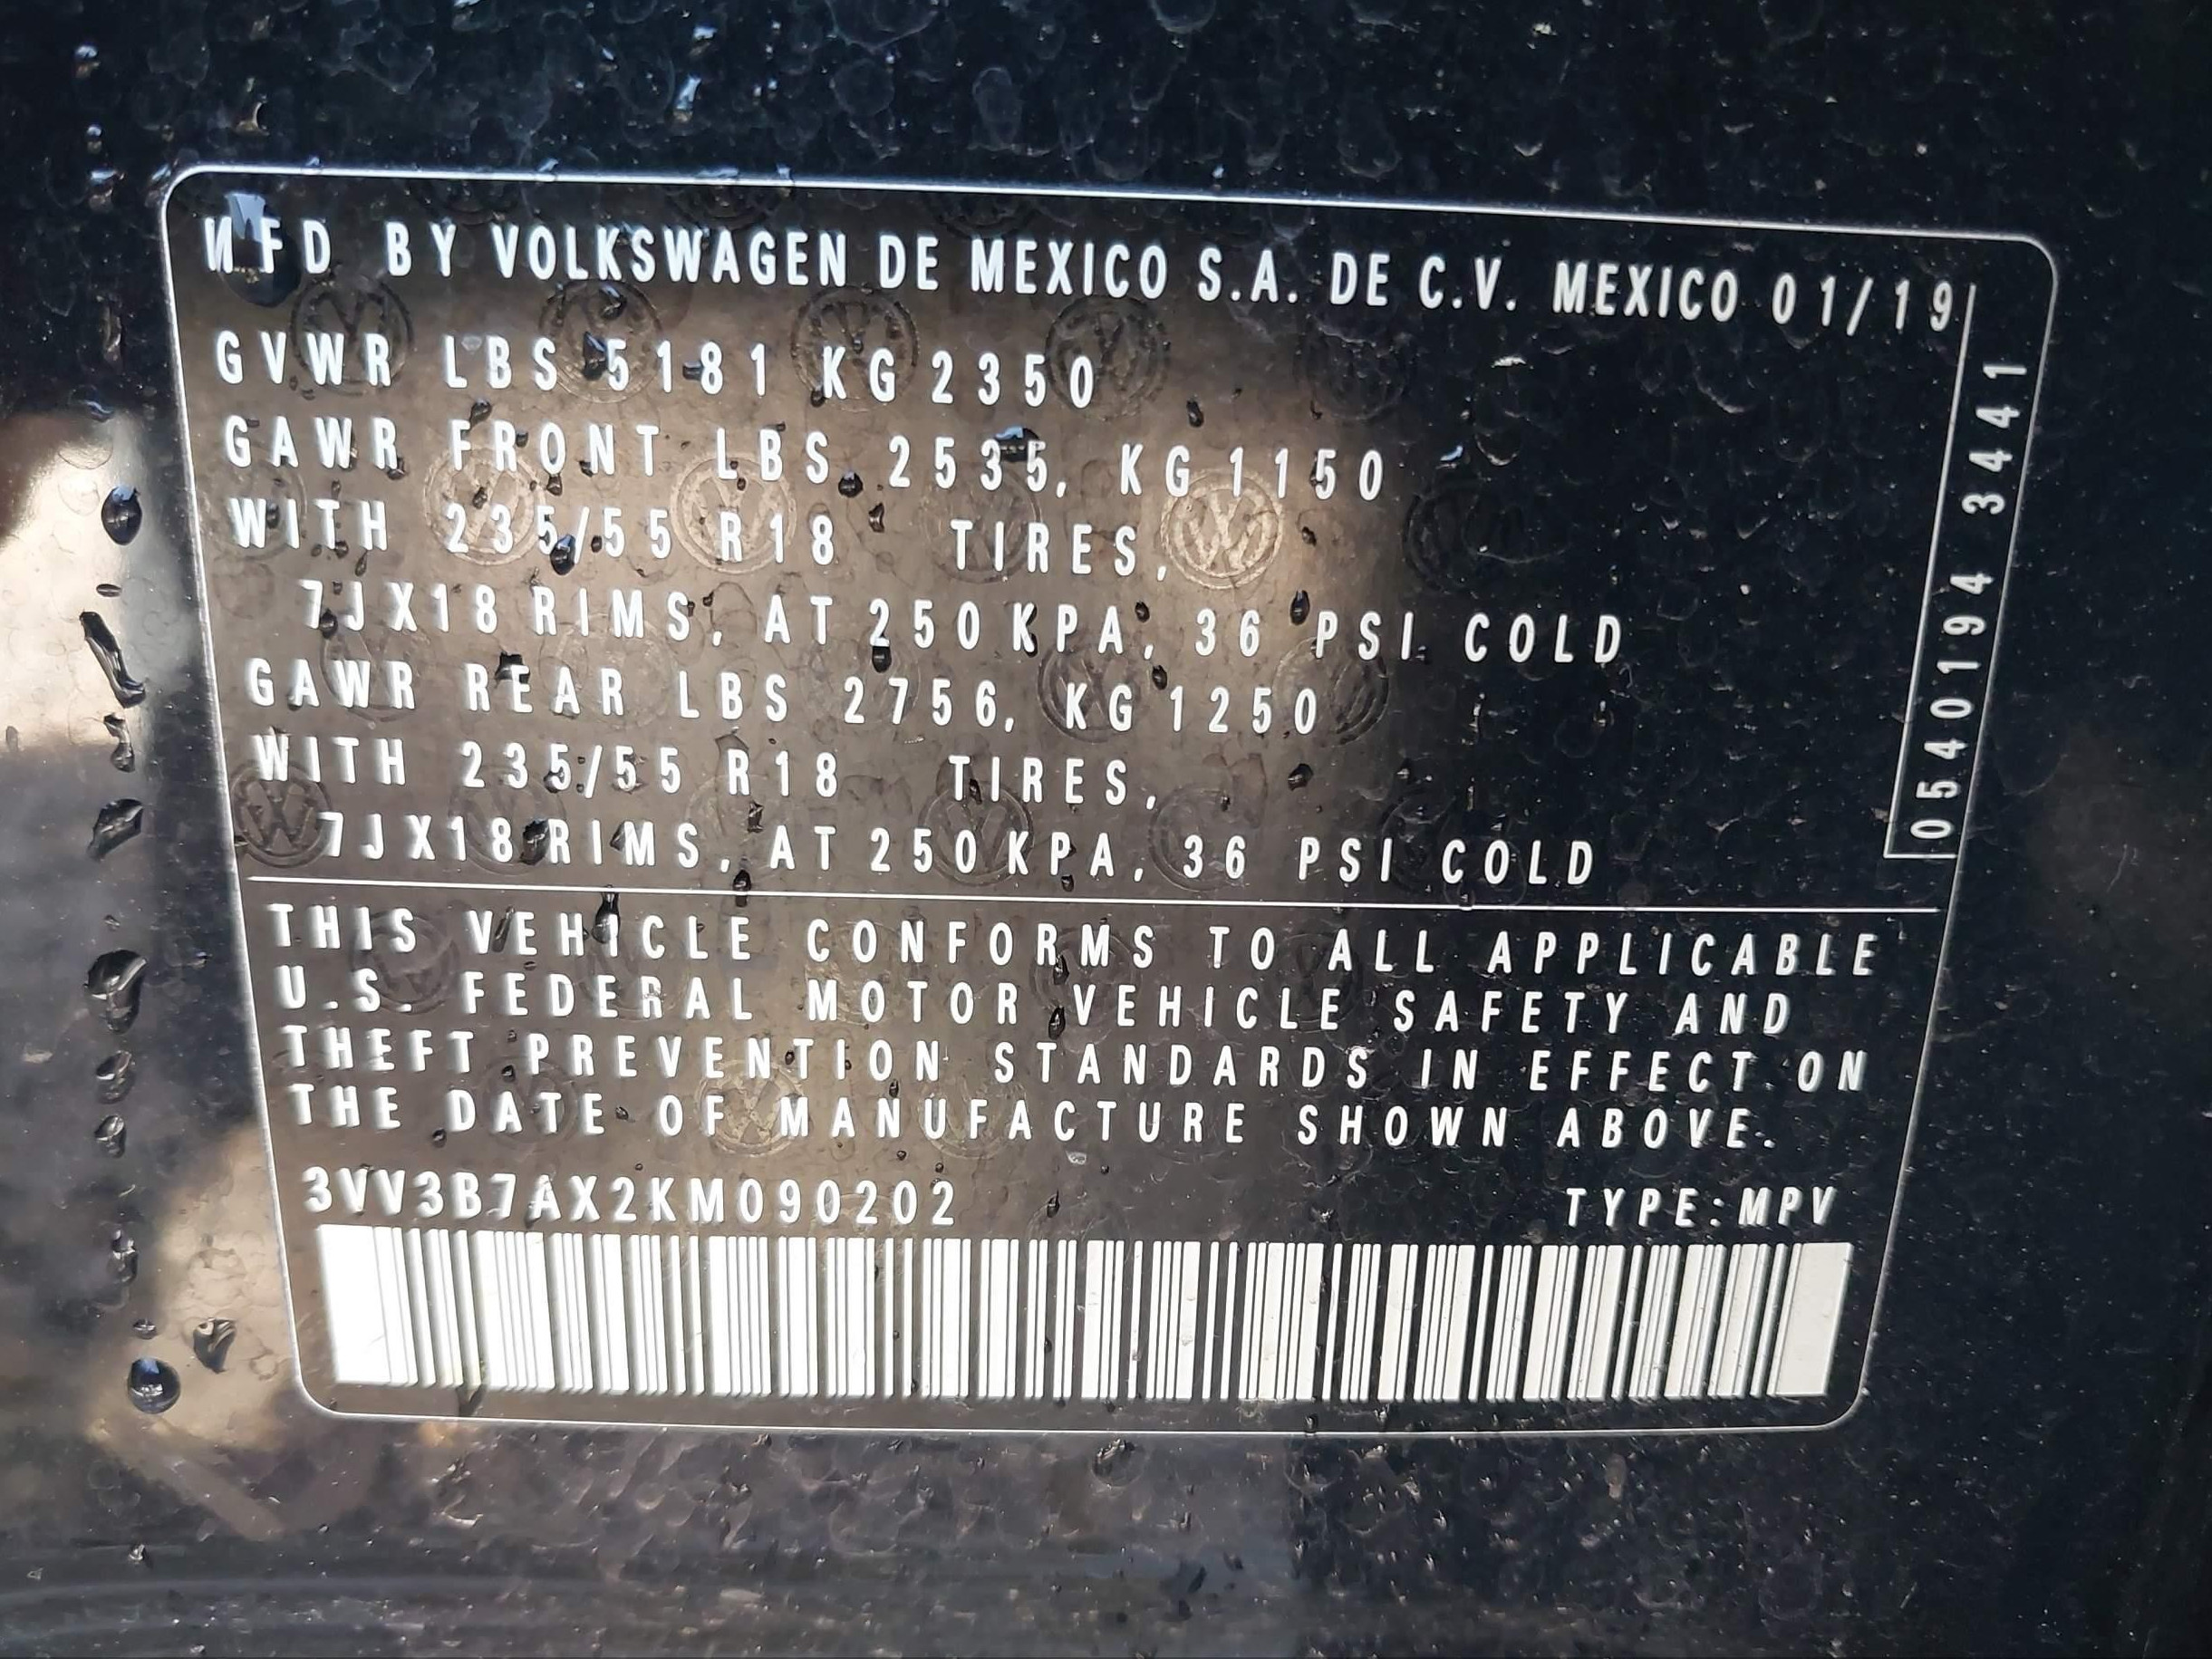 MFD BY VOLKSWAGEN DE MEXICO S.A. DE C.V. MEXICO 01/19
GVWR LBS 5181 KG 2350
GAWR FRONT LBS 2535, KG 1150
WITH 235/55 R18 TIRES,
7JX18 RIMS, AT 250 KPA, 36 PSI COLD
GAWR REAR LBS 2756, KG 1250
WITH 235/55 R18 TIRES,
7JX18 RIMS, AT 250 KPA, 36 PSI COLD
0540194 3441
THIS VEHICLE CONFORMS TO ALL APPLICABLE
U.S. FEDERAL MOTOR VEHICLE SAFETY AND
THEFT PREVENTION STANDARDS IN EFFECT ON
THE DATE OF MANUFACTURE SHOWN ABOVE.
3VV3B7AX2KM090202 TYPE:MPV